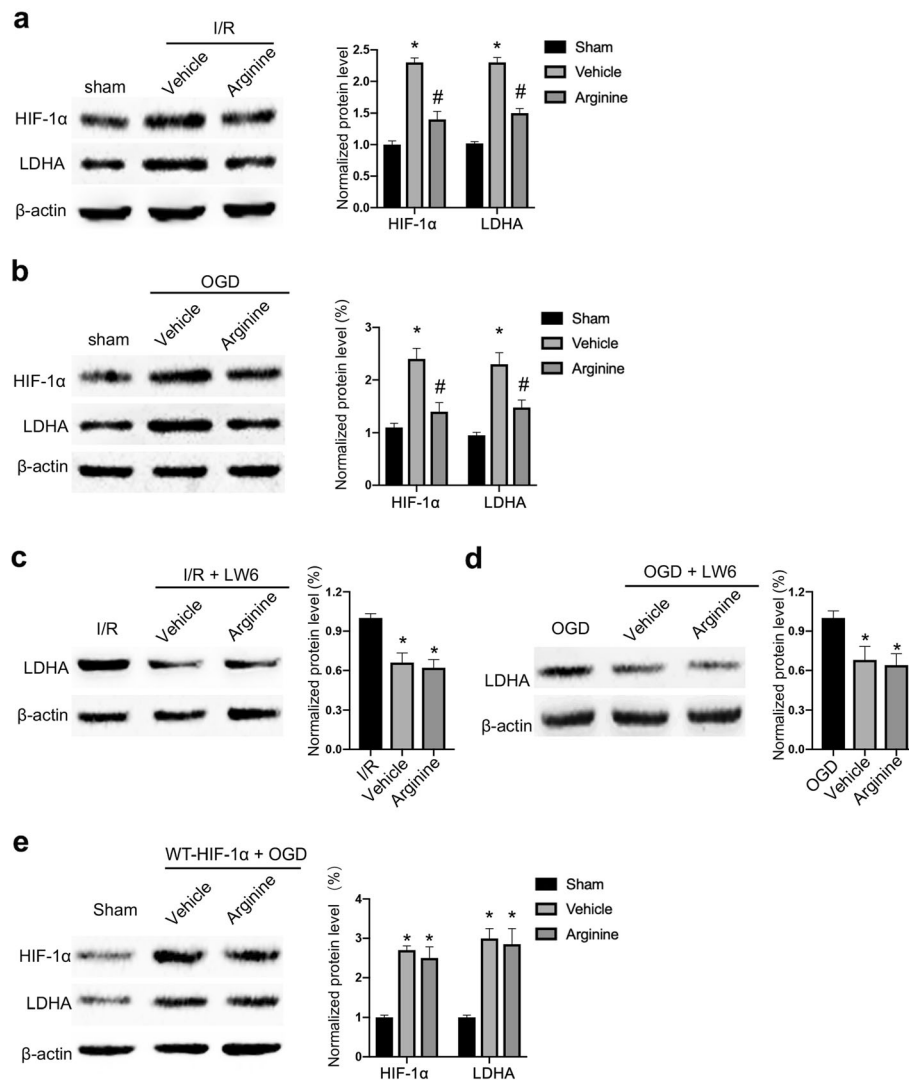 a
I/R
sham
Vehicle
Arginine
HIF-1α
LDHA
β-actin
Normalized protein level
2.5
2.0
1.5
1.0
0.5
0.0
* # * #
HIF-1α LDHA
Sham
Vehicle
Arginine
b
OGD
sham
Vehicle
Arginine
HIF-1α
LDHA
β-actin
Normalized protein level (%)
3
2
1
0
* # * #
HIF-1α LDHA
Sham
Vehicle
Arginine
c
I/R + LW6
I/R
Vehicle
Arginine
LDHA
β-actin
Normalized protein level (%)
1.2
0.9
0.6
0.3
0.0
* *
I/R
Vehicle
Arginine
d
OGD + LW6
OGD
Vehicle
Arginine
LDHA
β-actin
Normalized protein level (%)
1.2
0.9
0.6
0.3
0.0
* *
OGD
Vehicle
Arginine
e
WT-HIF-1α + OGD
Sham
Vehicle
Arginine
HIF-1α
LDHA
β-actin
Normalized protein level (%)
4
3
2
1
0
* * * *
HIF-1α LDHA
Sham
Vehicle
Arginine